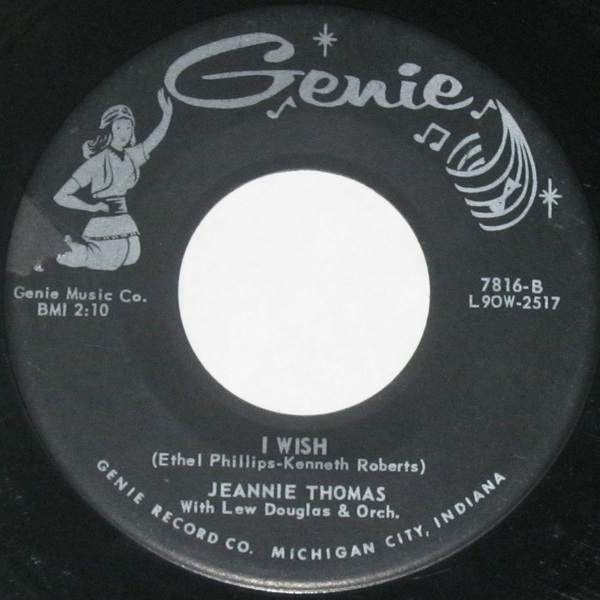 Genie
Genie Music Co.
BMI 2:10
7816-B
L9OW-2517
I WISH
(Ethel Phillips-Kenneth Roberts)
JEANNIE THOMAS
With Lew Douglas & Orch.
GENIE RECORD CO. MICHIGAN CITY, INDIANA